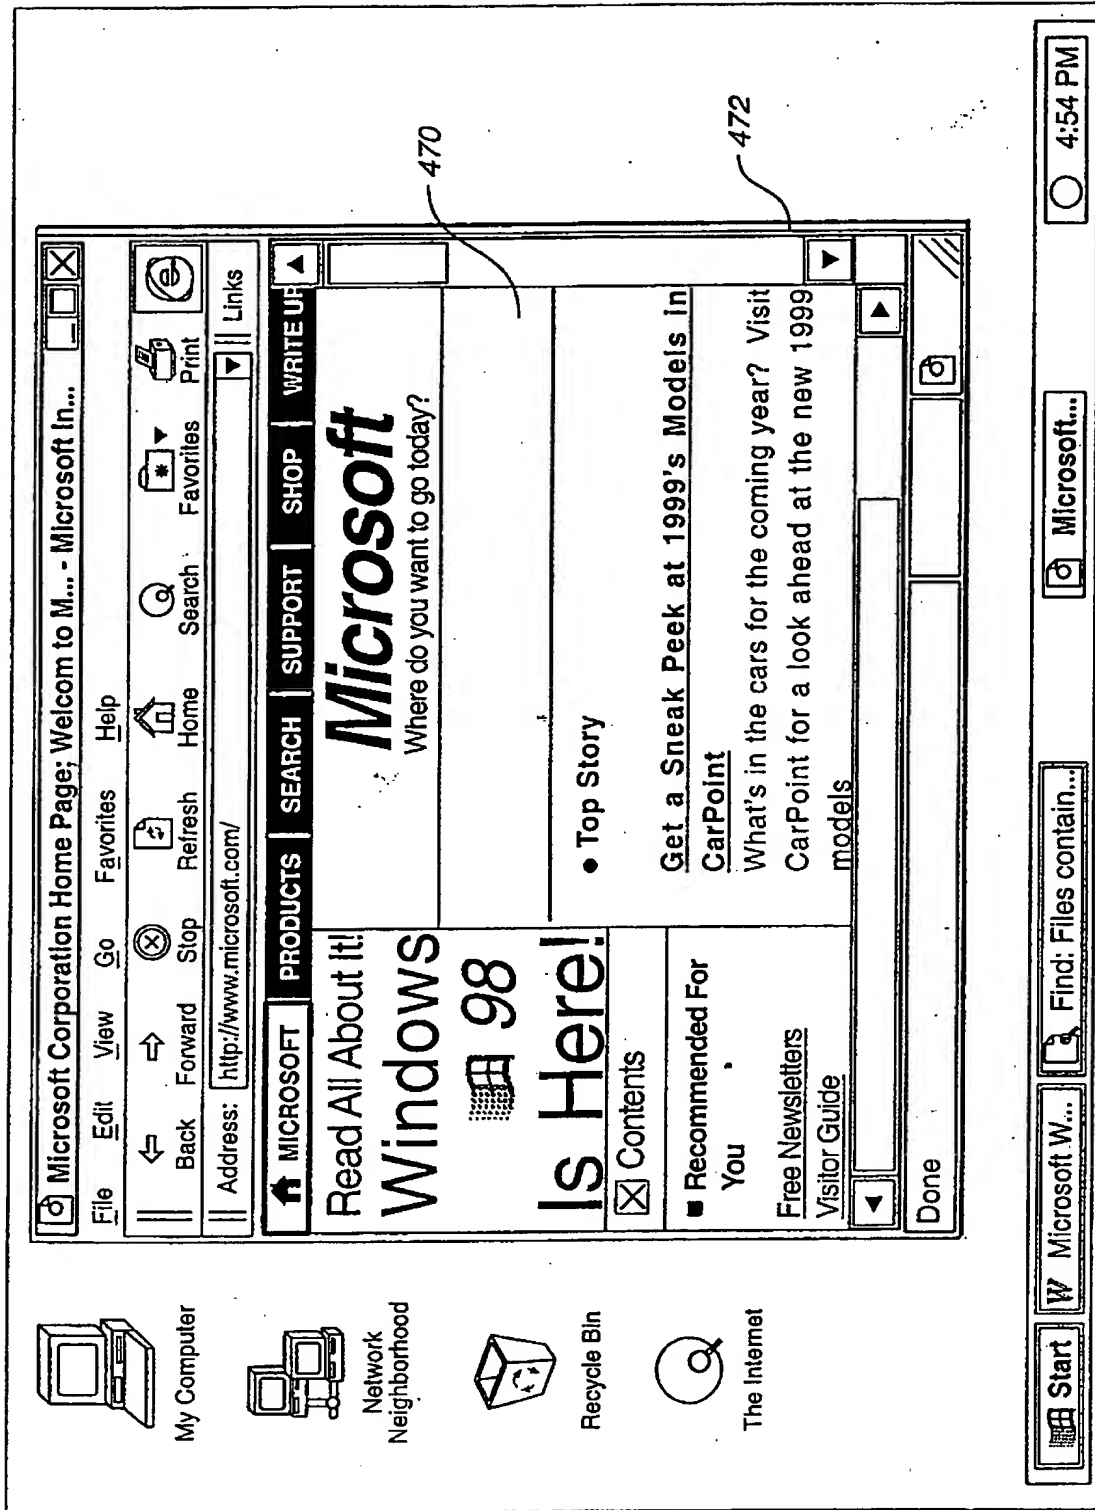 My Computer
Network
Neighborhood
Recycle Bin
The Internet
Microsoft Corporation Home Page; Welcom to M... - Microsoft In...
File Edit View Go Favorites Help
Back Forward Stop Refresh Home Search Favorites Print
Address: http://www.microsoft.com/ Links
MICROSOFT PRODUCTS SEARCH SUPPORT SHOP WRITE UP
Read All About It!
Windows
98
Is Here!
Contents
Recommended For
You
Free Newsletters
Visitor Guide
Microsoft
Where do you want to go today?
• Top Story
Get a Sneak Peek at 1999's Models in
CarPoint
What's in the cars for the coming year? Visit
CarPoint for a look ahead at the new 1999
models
Done
470
472
Start W Microsoft W... Find: Files contain... Microsoft... 4:54 PM